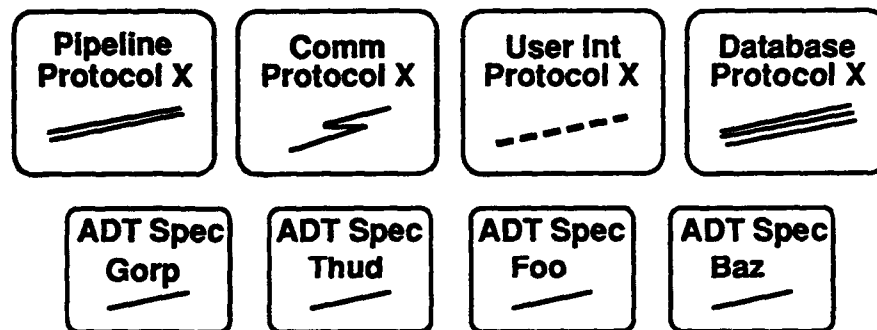 Pipeline
Protocol X
Comm
Protocol X
User Int
Protocol X
Database
Protocol X
ADT Spec
Gorp
ADT Spec
Thud
ADT Spec
Foo
ADT Spec
Baz